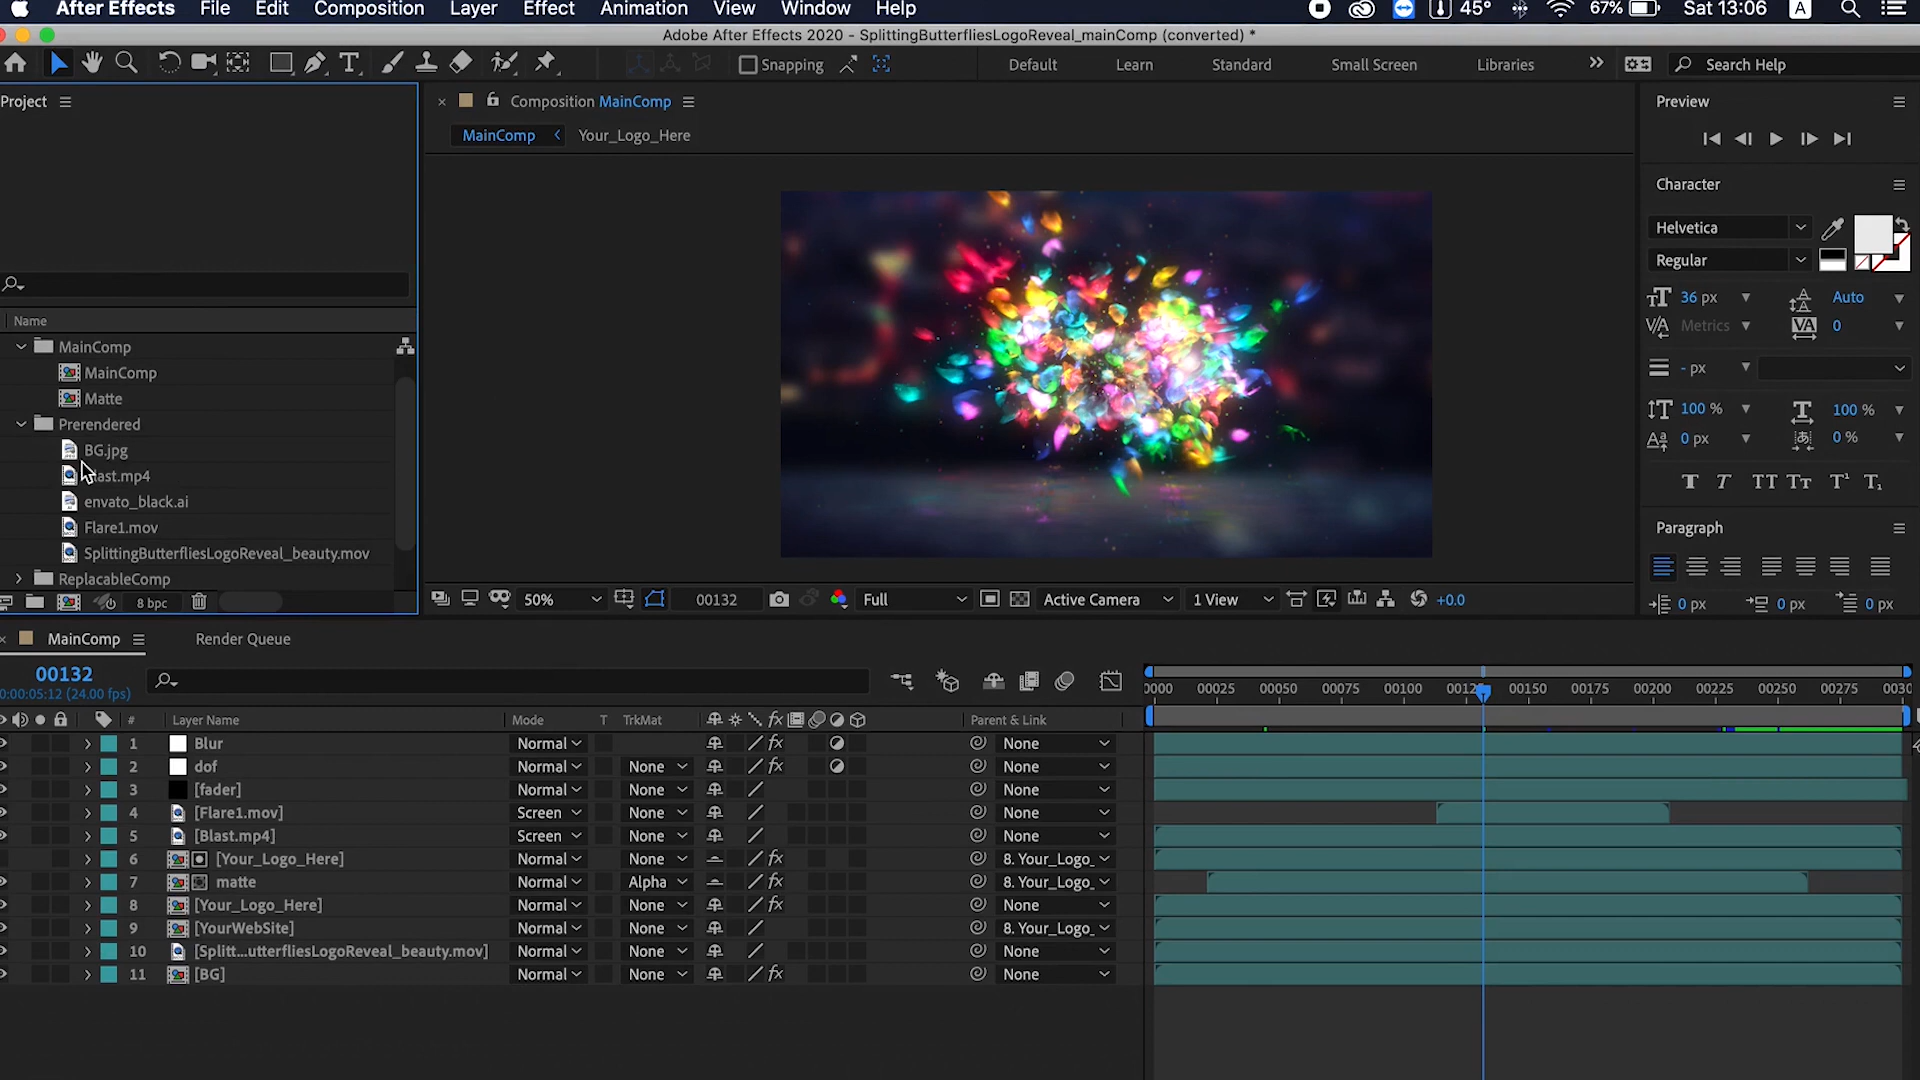 After Effects File Edit Composition Layer Effect Animation View Window Help 45° 67% Sat 13:06 A
Adobe After Effects 2020 - SplittingButterfliesLogoReveal_mainComp (converted) *
Snapping Default Learn Standard Small Screen Libraries Search Help
Project
Composition MainComp
MainComp Your_Logo_Here
Name
MainComp
MainComp
Matte
Prerendered
BG.jpg
last.mp4
envato_black.ai
Flare1.mov
SplittingButterfliesLogoReveal_beauty.mov
ReplacableComp
8 bpc
50% 00132 Full Active Camera 1 View +0.0
Preview
Character
Helvetica
Regular
36 px Auto
Metrics 0
- px
100 % 100 %
0 px 0 %
T T TT Tr T¹ T₁
Paragraph
0 px 0 px 0 px
MainComp Render Queue
00132
0:00:05:12 (24.00 fps)
0000 00025 00050 00075 00100 0012 00150 00175 00200 00225 00250 00275 0030
# Layer Name Mode T TrkMat Parent & Link
1 Blur Normal None
2 dof Normal None None
3 [fader] Normal None None
4 [Flare1.mov] Screen None None
5 [Blast.mp4] Screen None None
6 [Your_Logo_Here] Normal None 8. Your_Logo_
7 matte Normal Alpha 8. Your_Logo_
8 [Your_Logo_Here] Normal None None
9 [YourWebSite] Normal None 8. Your_Logo_
10 [Splitt...utterfliesLogoReveal_beauty.mov] Normal None None
11 [BG] Normal None None